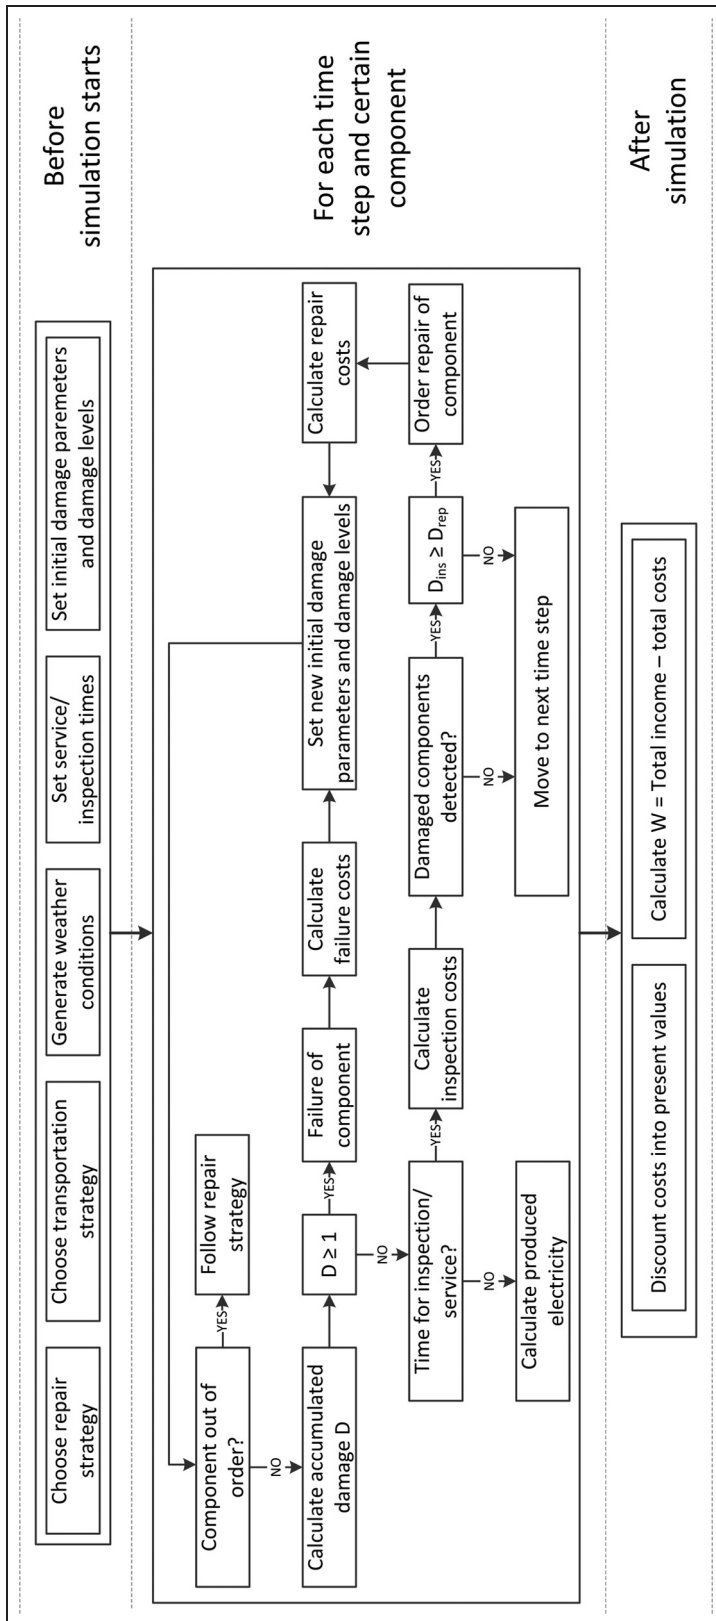 Before
simulation starts
Choose repair
strategy
Choose transportation
strategy
Generate weather
conditions
Set service/
inspection times
Set initial damage paremeters
and damage levels
For each time
step and certain
component
Component out of
order?
YES
Follow repair
strategy
NO
Calculate accumulated
damage D
D ≥ 1
YES
Failure of
component
Calculate
failure costs
Set new initial damage
parameters and damage levels
Calculate repair
costs
NO
Time for inspection/
service?
YES
Calculate
inspection costs
Damaged components
detected?
YES
Dins ≥ Drep
YES
Order repair of
component
NO
Calculate produced
electricity
NO
NO
Move to next time step
After
simulation
Discount costs into present values
Calculate W = Total income – total costs